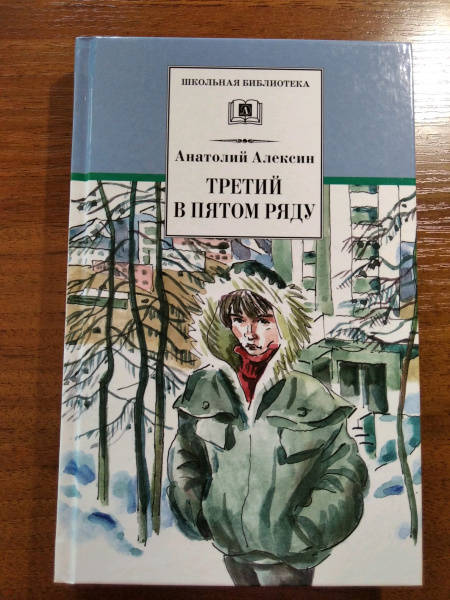 ШКОЛЬНАЯ БИБЛИОТЕКА
Анатолий Алексин
ТРЕТИЙ
В ПЯТОМ РЯДУ